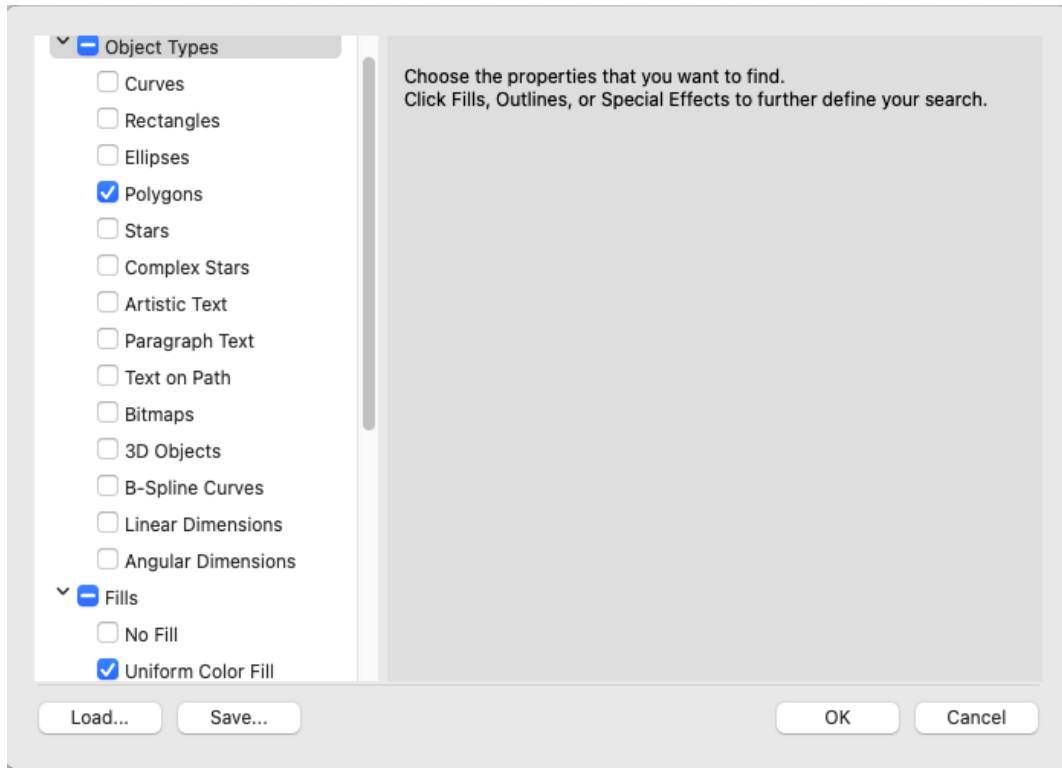 Object Types
Curves
Rectangles
Ellipses
Polygons
Stars
Complex Stars
Artistic Text
Paragraph Text
Text on Path
Bitmaps
3D Objects
B-Spline Curves
Linear Dimensions
Angular Dimensions
Fills
No Fill
Uniform Color Fill
Choose the properties that you want to find.
Click Fills, Outlines, or Special Effects to further define your search.
Load...
Save...
OK
Cancel